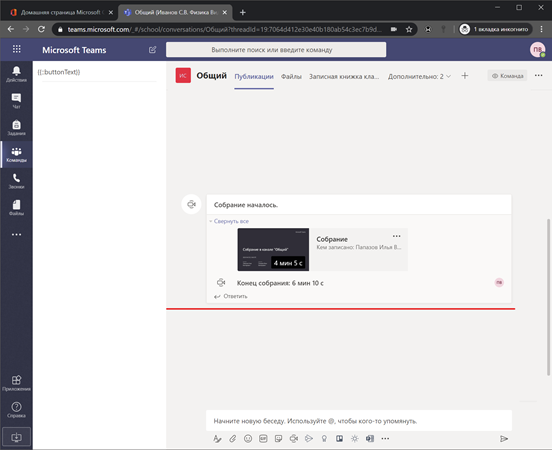 Домашняя страница Microsoft
Общий (Иванов С.В. Физика
teams.microsoft.com/_#/school/conversations/Общий?threadId=19:7064d412e30e40b180ab54c3ec7b9d...
1 вкладка инкогнито
Microsoft Teams
Выполните поиск или введите команду
ПВ
Действия
Чат
Задания
Команды
Звонки
Файлы
Приложения
Справка
{{::buttonText}}
ИС
Общий
Публикации
Файлы
Записная книжка кла...
Дополнительно: 2
Команда
Собрание началось.
Свернуть все
Собрание в канале "Общий"
4 мин 5 с
Собрание
Кем записано: Папазов Илья В...
Конец собрания: 6 мин 10 с
ПВ
Ответить
Начните новую беседу. Используйте @, чтобы кого-то упомянуть.
GIF